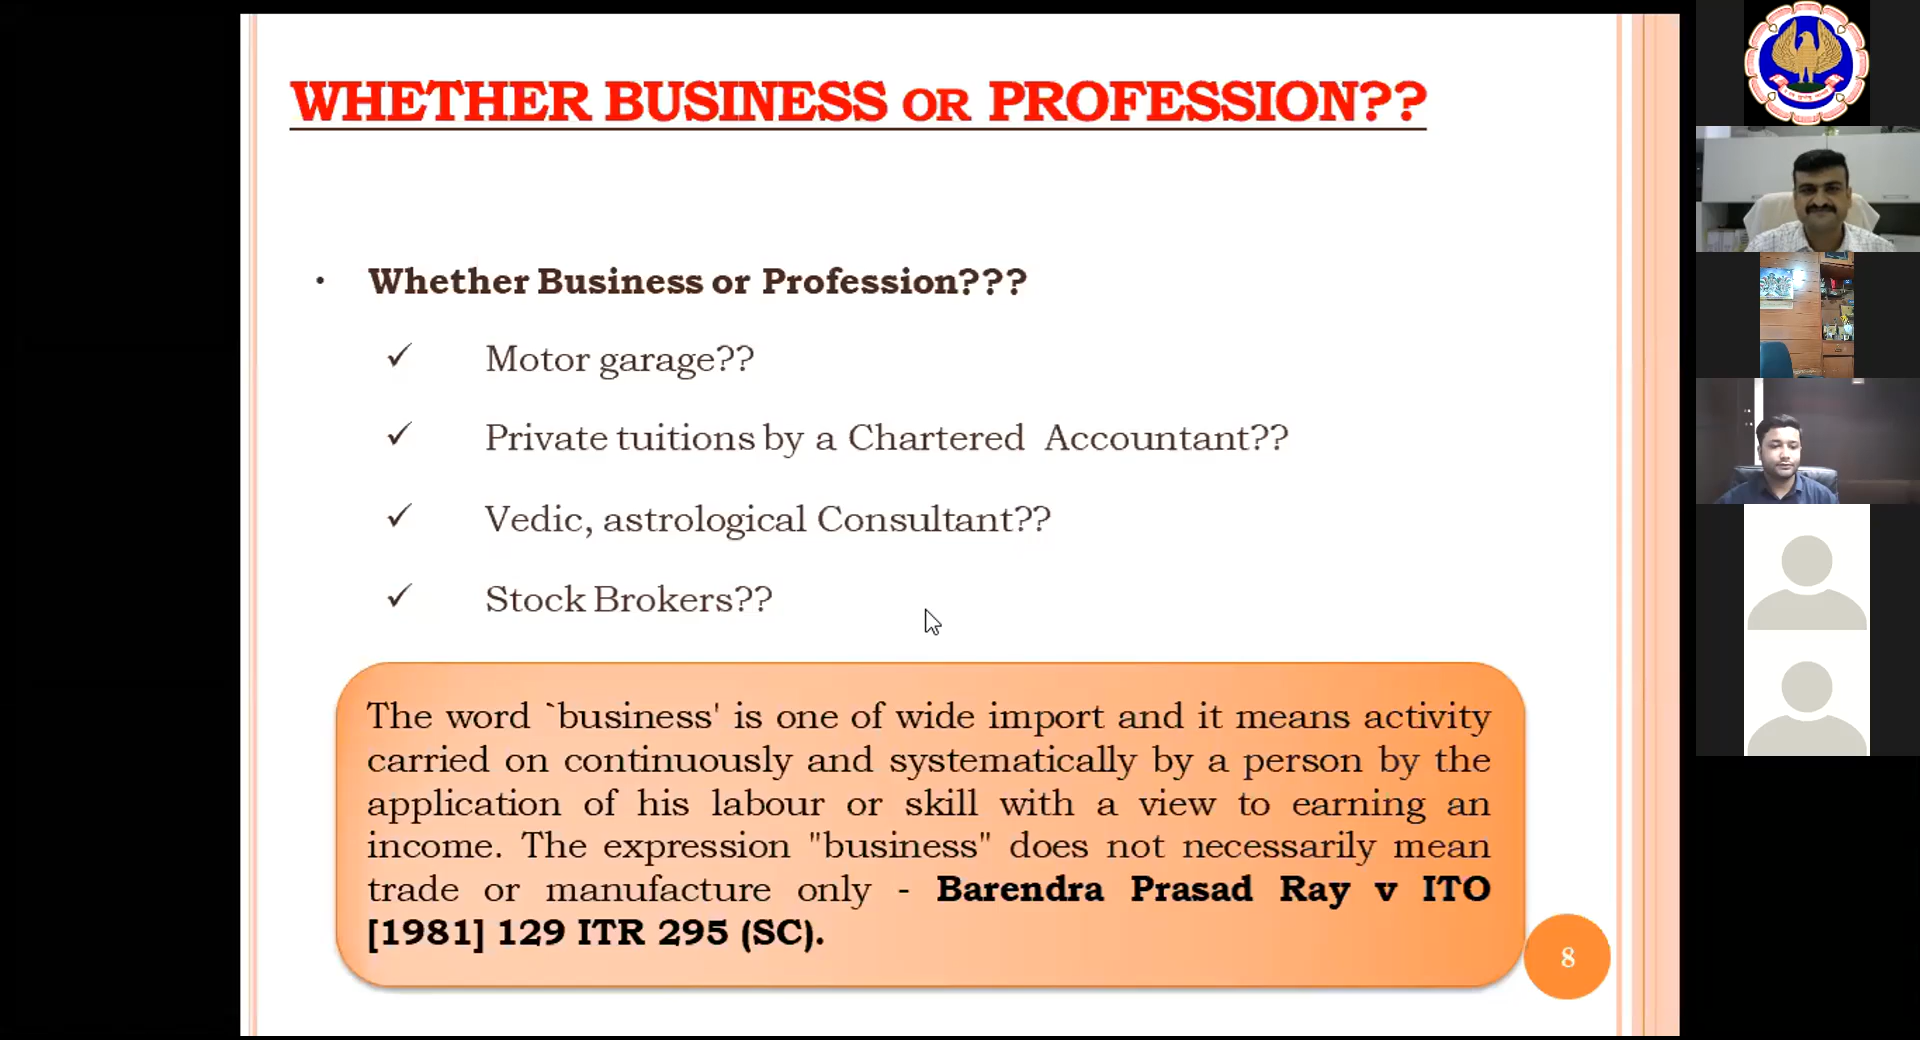 WHETHER BUSINESS OR PROFESSION??
• Whether Business or Profession???
✓ Motor garage??
✓ Private tuitions by a Chartered Accountant??
✓ Vedic, astrological Consultant??
✓ Stock Brokers??
The word `business' is one of wide import and it means activity
carried on continuously and systematically by a person by the
application of his labour or skill with a view to earning an
income. The expression "business" does not necessarily mean
trade or manufacture only - Barendra Prasad Ray v ITO
[1981] 129 ITR 295 (SC).
8